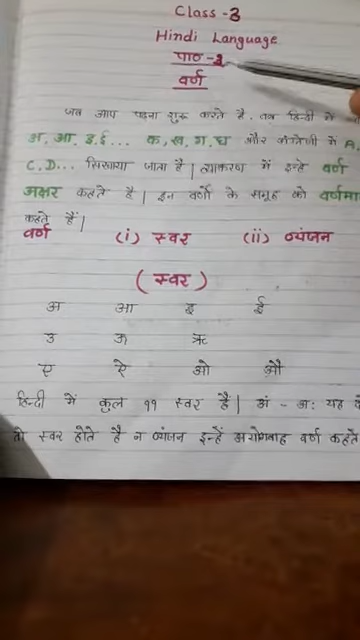 Class - 3
Hindi Language
पाठ - 1
वर्ण
जब आप पढ़ना शुरू करते है, तब हिन्दी में
अ, आ, इ, ई... क, ख, ग, घ और अंग्रेजी में A,
C, D... सिखाया जाता है | व्याकरण में इन्हे वर्ण
अक्षर कहते है | इन वर्णो के समूह को वर्णमा
कहते हैं |
वर्ण (i) स्वर (ii) व्यंजन
( स्वर )
अ आ इ ई
उ ऊ ऋ
ए ऐ ओ औ
हिन्दी में कुल ११ स्वर है | अं - अः यह
तो स्वर होते है न व्यंजन इन्हें अयोगवाह वर्ण कहते